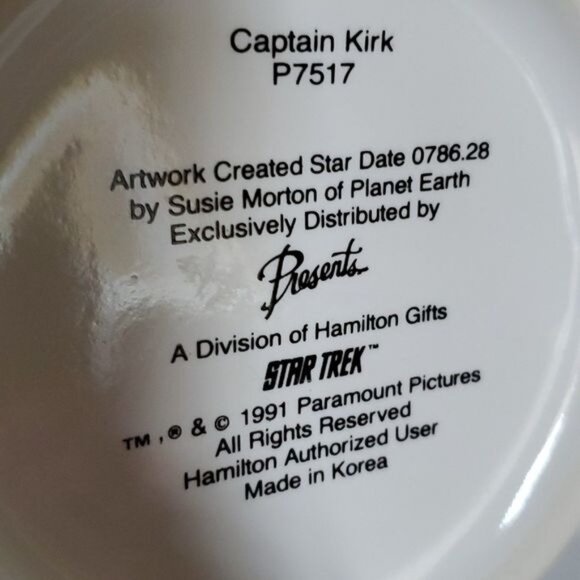 Captain Kirk
P7517
Artwork Created Star Date 0786.28
by Susie Morton of Planet Earth
Exclusively Distributed by
Presents
A Division of Hamilton Gifts
STAR TREK™
TM, ® & © 1991 Paramount Pictures
All Rights Reserved
Hamilton Authorized User
Made in Korea